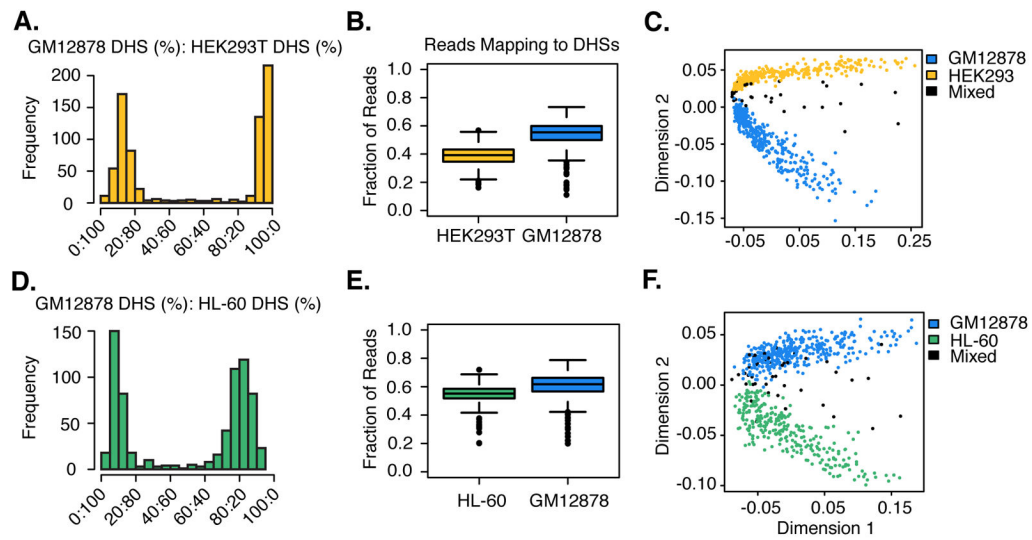 A.
GM12878 DHS (%): HEK293T DHS (%)
Frequency
200
150
100
50
0
0:100
20:80
40:60
60:40
80:20
100:0
B.
Reads Mapping to DHSs
Fraction of Reads
1.0
0.8
0.6
0.4
0.2
0.0
HEK293T GM12878
C.
GM12878
HEK293
Mixed
Dimension 2
0.05
0.00
-0.05
-0.10
-0.15
-0.05 0.05 0.15 0.25
D.
GM12878 DHS (%): HL-60 DHS (%)
Frequency
150
100
50
0
0:100
20:80
40:60
60:40
80:20
100:0
E.
Fraction of Reads
1.0
0.8
0.6
0.4
0.2
0.0
HL-60 GM12878
F.
GM12878
HL-60
Mixed
Dimension 2
0.05
0.00
-0.05
-0.10
-0.05 0.05 0.15
Dimension 1